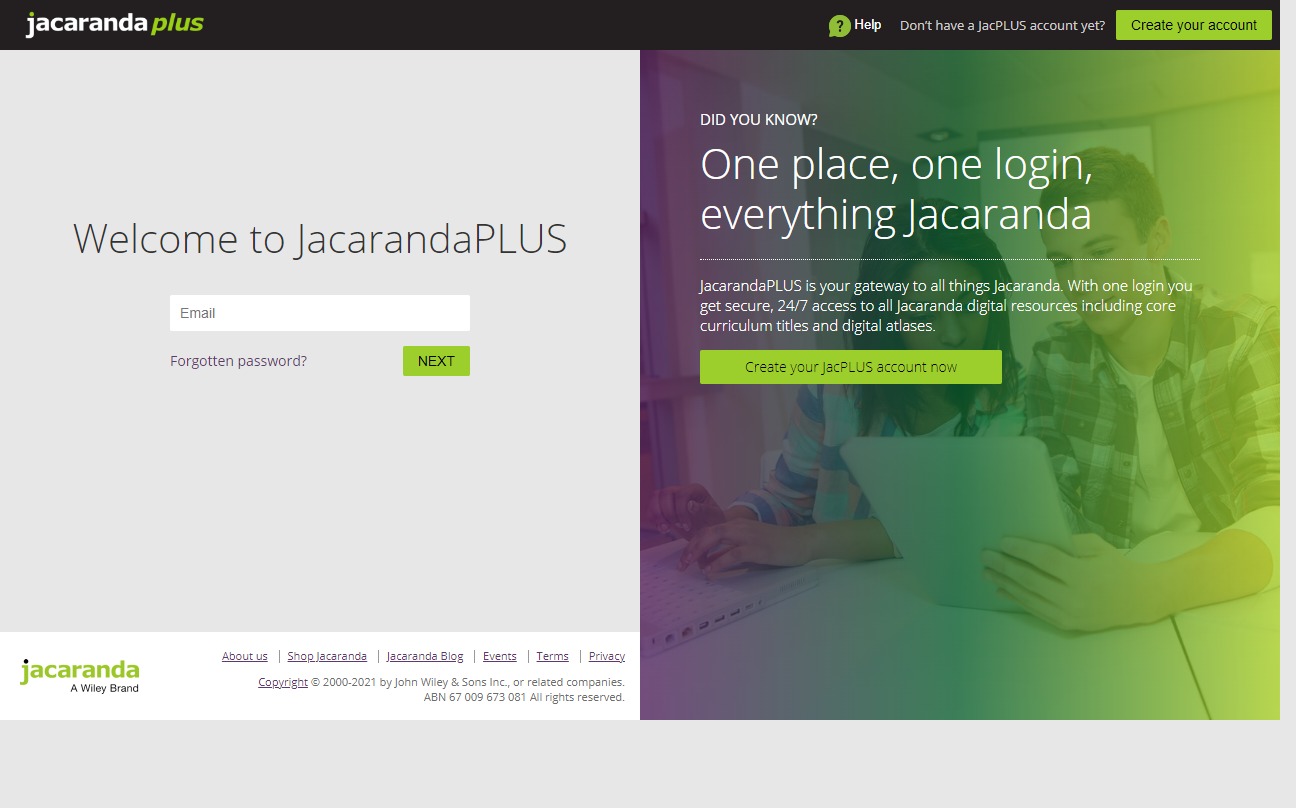 jacaranda plus
? Help
Don't have a JacPLUS account yet?
Create your account
Welcome to JacarandaPLUS
Email
Forgotten password?
NEXT
DID YOU KNOW?
One place, one login,
everything Jacaranda
JacarandaPLUS is your gateway to all things Jacaranda. With one login you
get secure, 24/7 access to all Jacaranda digital resources including core
curriculum titles and digital atlases.
Create your JacPLUS account now
jacaranda
A Wiley Brand
About us | Shop Jacaranda | Jacaranda Blog | Events | Terms | Privacy
Copyright © 2000-2021 by John Wiley & Sons Inc., or related companies.
ABN 67 009 673 081 All rights reserved.